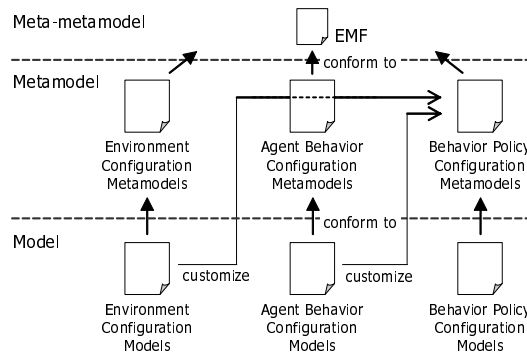 Meta-metamodel
EMF
conform to
Metamodel
Environment
Configuration
Metamodels
Agent Behavior
Configuration
Metamodels
Behavior Policy
Configuration
Metamodels
conform to
Model
customize
customize
Environment
Configuration
Models
Agent Behavior
Configuration
Models
Behavior Policy
Configuration
Models